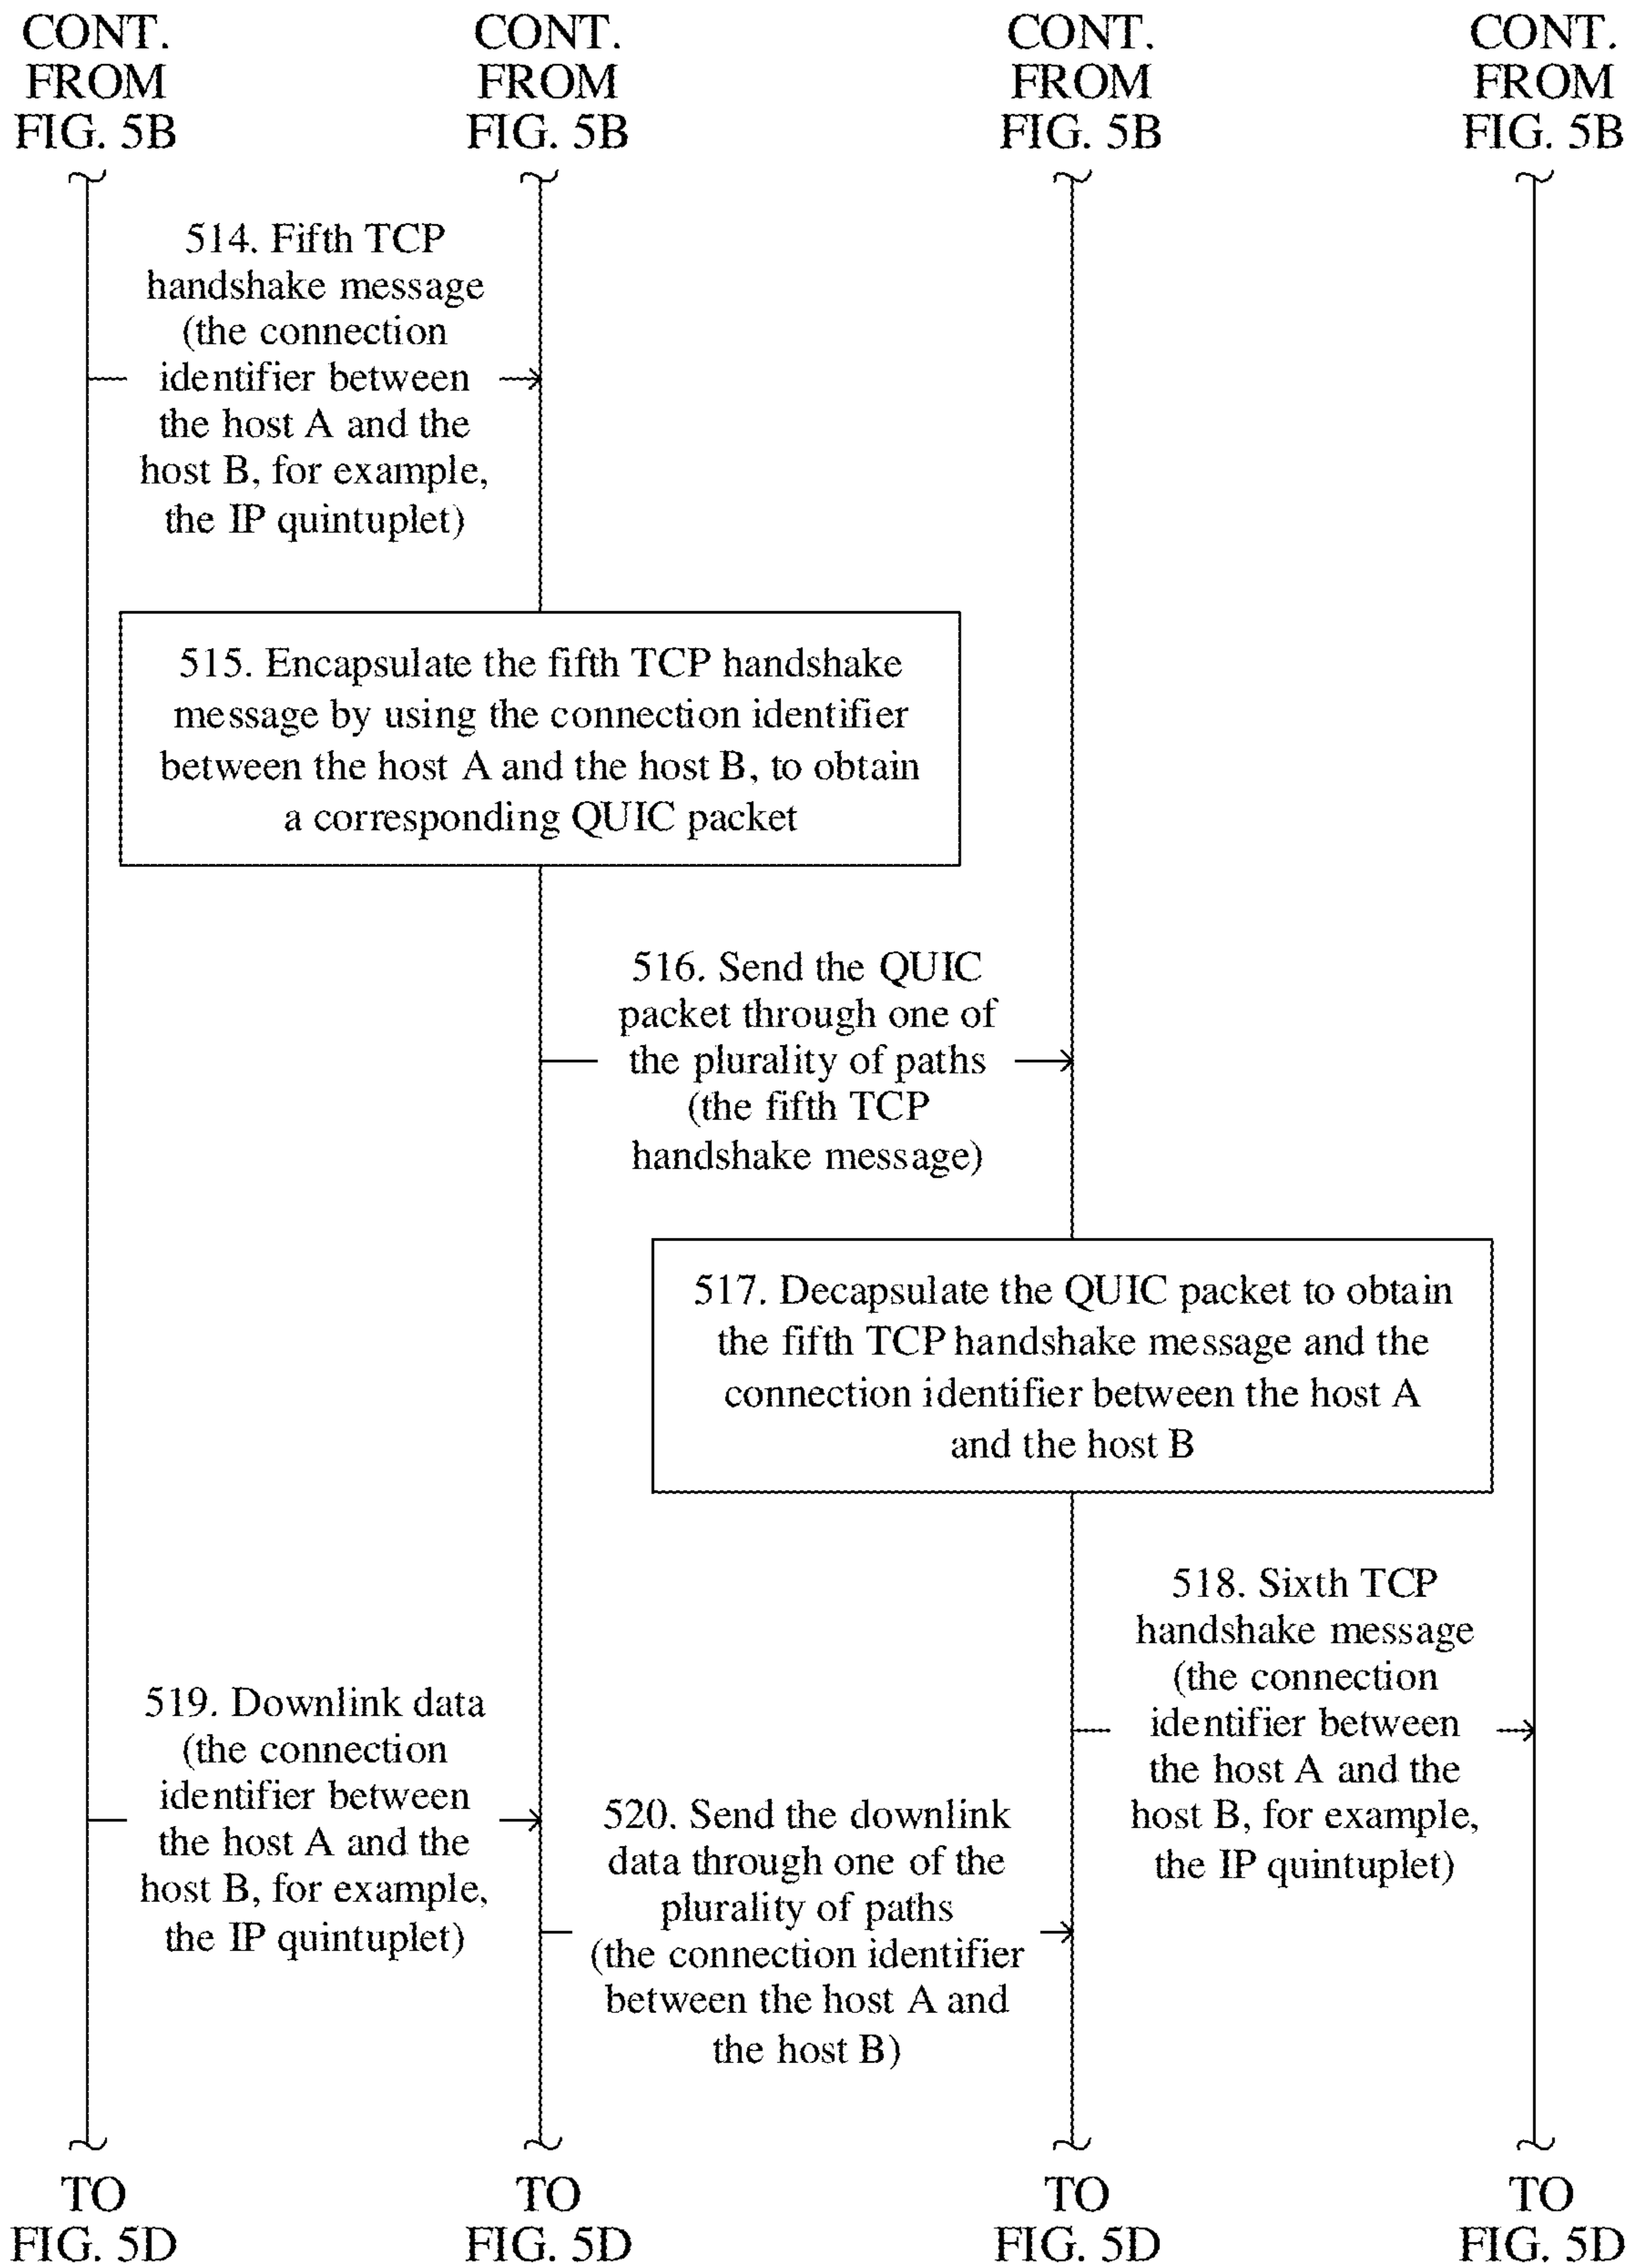 CONT.
FROM
FIG. 5B
CONT.
FROM
FIG. 5B
CONT.
FROM
FIG. 5B
CONT.
FROM
FIG. 5B
514. Fifth TCP
handshake message
(the connection
identifier between
the host A and the
host B, for example,
the IP quintuplet)
515. Encapsulate the fifth TCP handshake
message by using the connection identifier
between the host A and the host B, to obtain
a corresponding QUIC packet
516. Send the QUIC
packet through one of
the plurality of paths
(the fifth TCP
handshake message)
517. Decapsulate the QUIC packet to obtain
the fifth TCP handshake message and the
connection identifier between the host A
and the host B
518. Sixth TCP
handshake message
(the connection
identifier between
the host A and the
host B, for example,
the IP quintuplet)
519. Downlink data
(the connection
identifier between
the host A and the
host B, for example,
the IP quintuplet)
520. Send the downlink
data through one of the
plurality of paths
(the connection identifier
between the host A and
the host B)
TO
FIG. 5D
TO
FIG. 5D
TO
FIG. 5D
TO
FIG. 5D